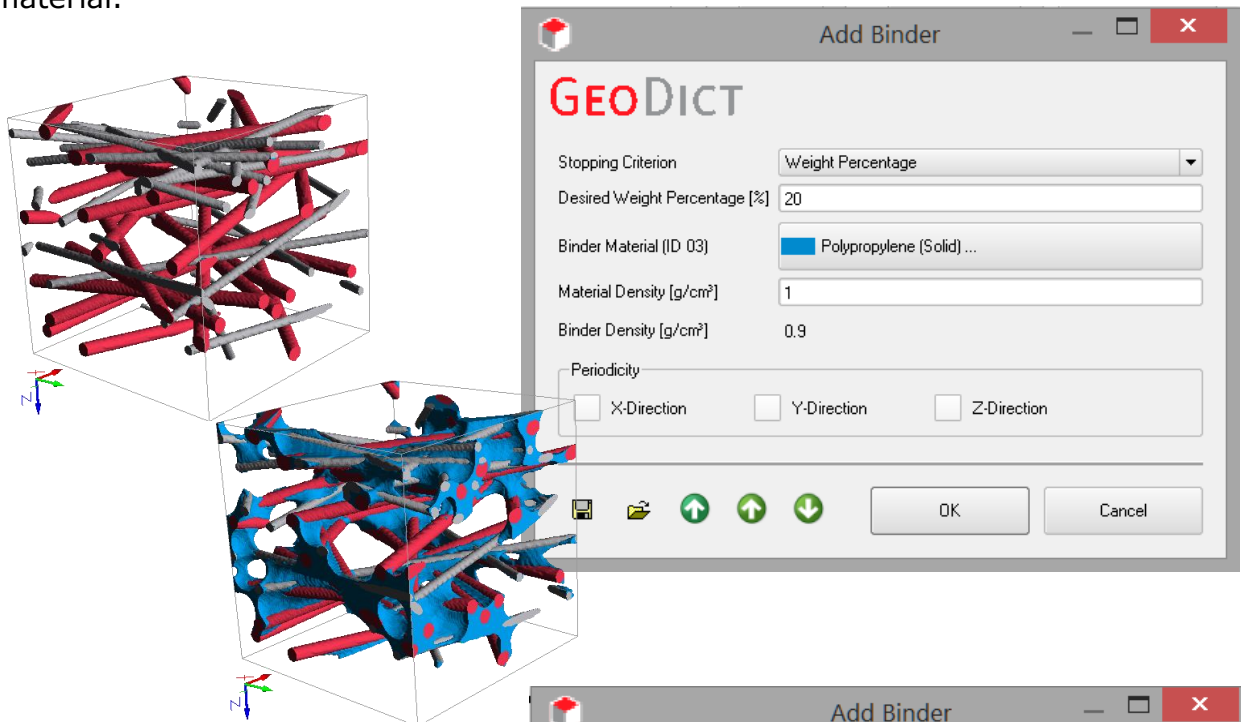 material.
Add Binder
GEODICT
Stopping Criterion Weight Percentage
Desired Weight Percentage [%] 20
Binder Material (ID 03) Polypropylene (Solid) ...
Material Density [g/cm³] 1
Binder Density [g/cm³] 0.9
Periodicity
X-Direction Y-Direction Z-Direction
OK Cancel
Z
Z
Add Binder